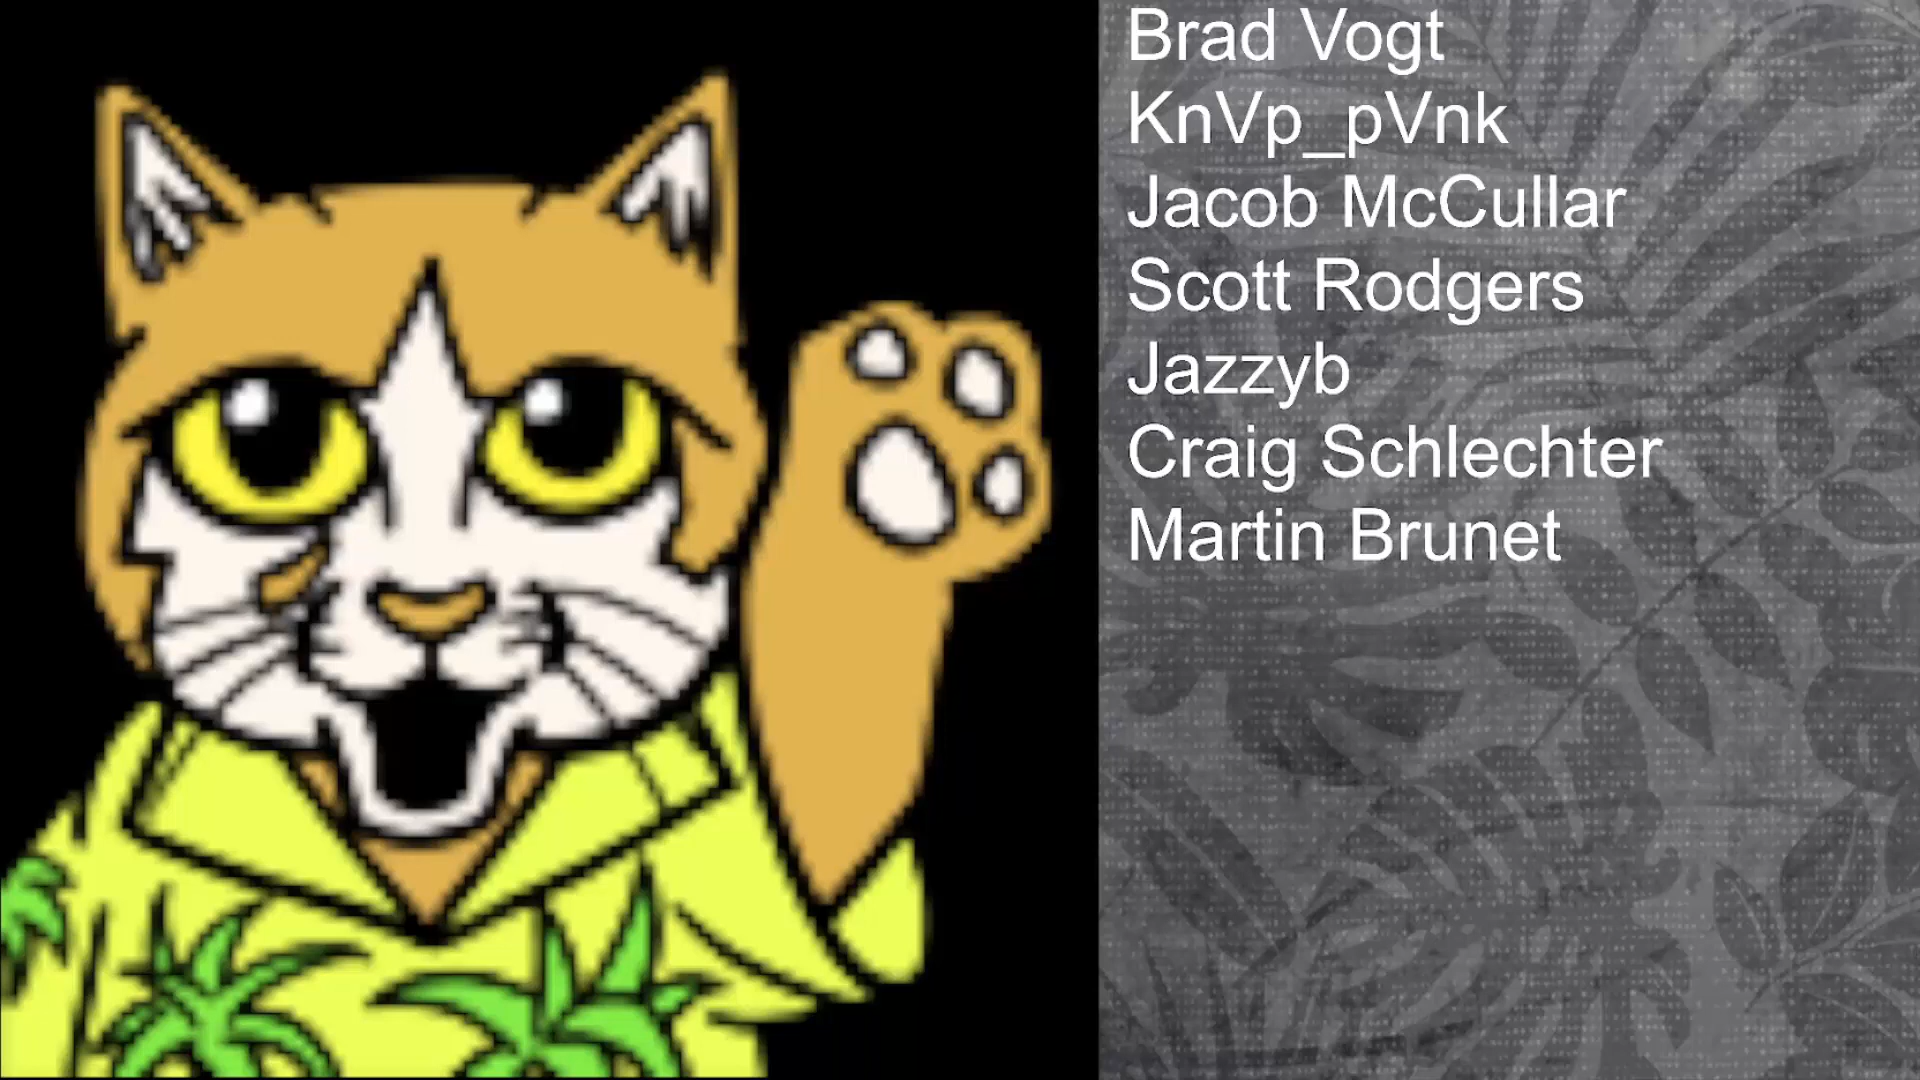 Brad Vogt
KnVp_pVnk
Jacob McCullar
Scott Rodgers
Jazzyb
Craig Schlechter
Martin Brunet